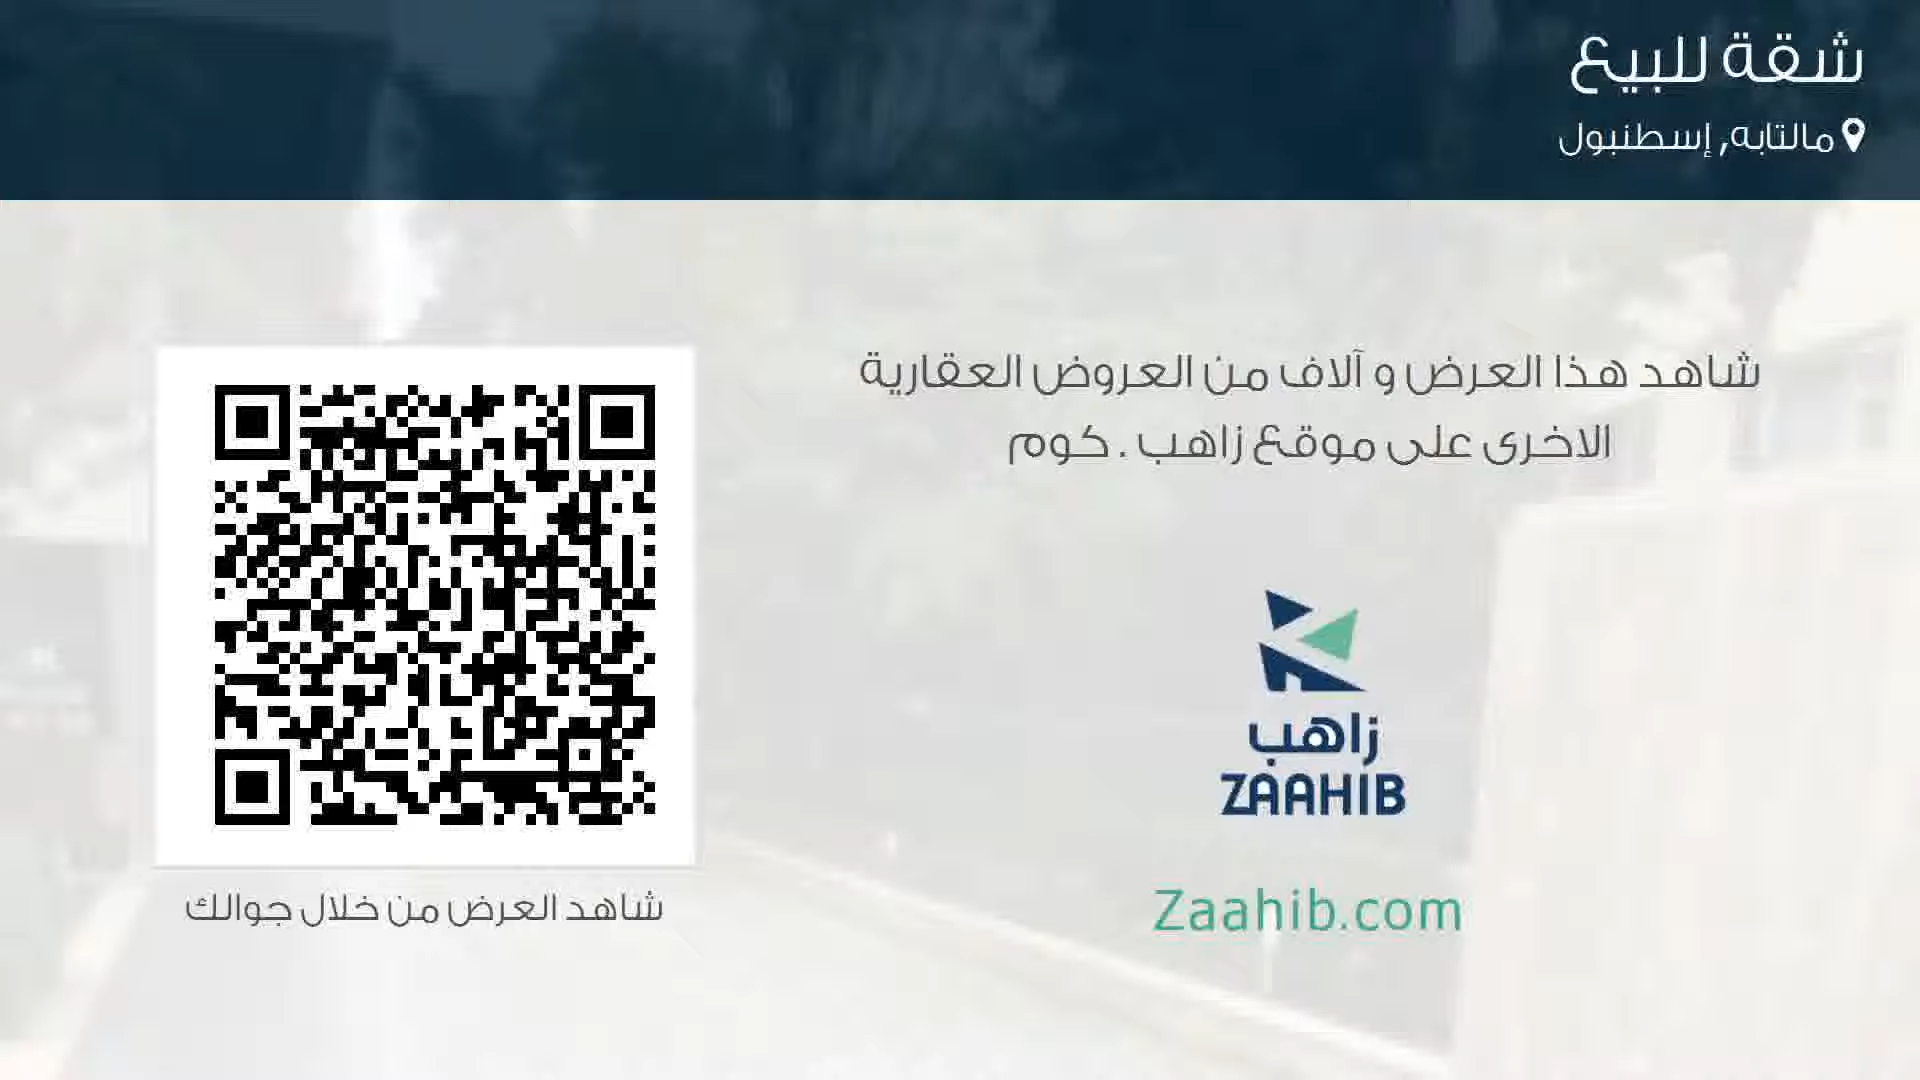 شقة للبيع
مالتابه, إسطنبول
شاهد هذا العرض و آلاف من العروض العقارية
الاخرى على موقع زاهب . كوم
زاهب
ZAAHIB
Zaahib.com
شاهد العرض من خلال جوالك